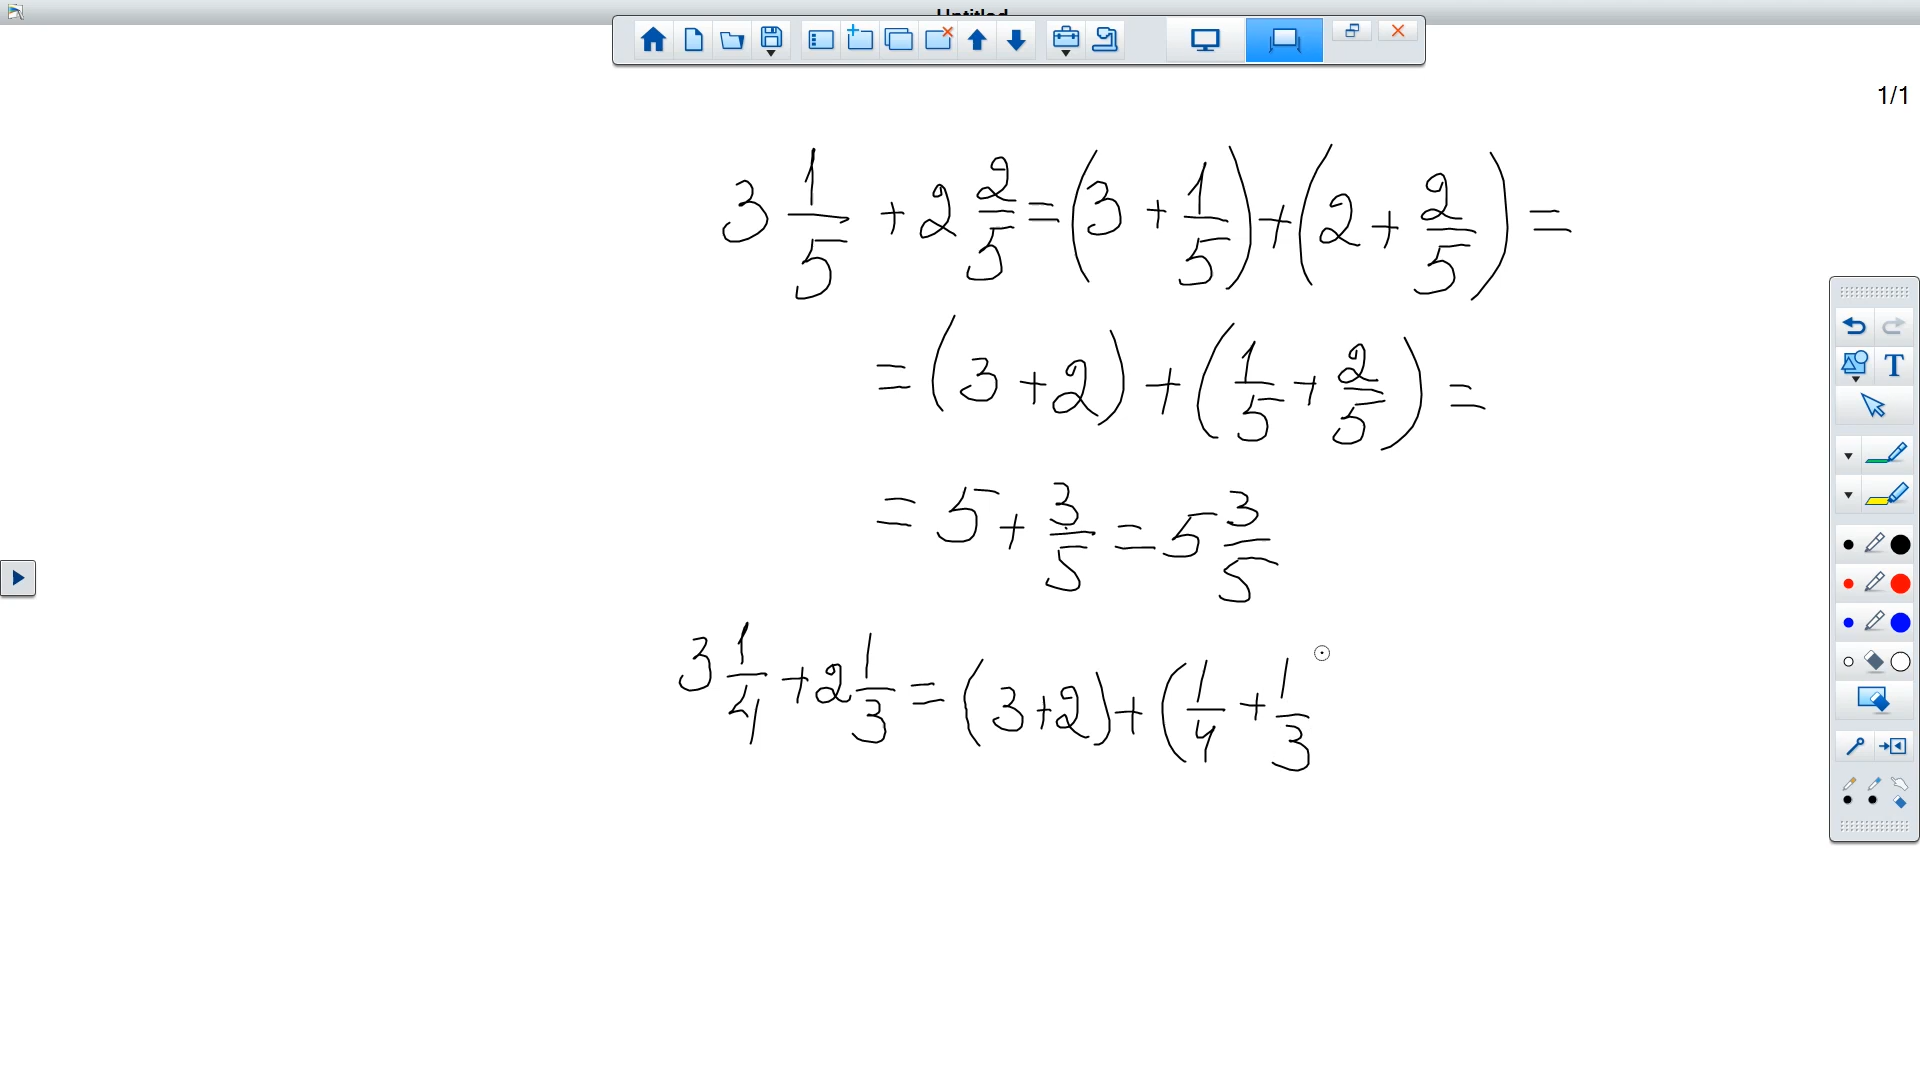 Untitled
1/1
3 1/5 + 2 2/5 = (3 + 1/5) + (2 + 2/5) =
= (3 + 2) + (1/5 + 2/5) =
= 5 + 3/5 = 5 3/5
3 1/4 + 2 1/3 = (3+2) + (1/4 + 1/3
T